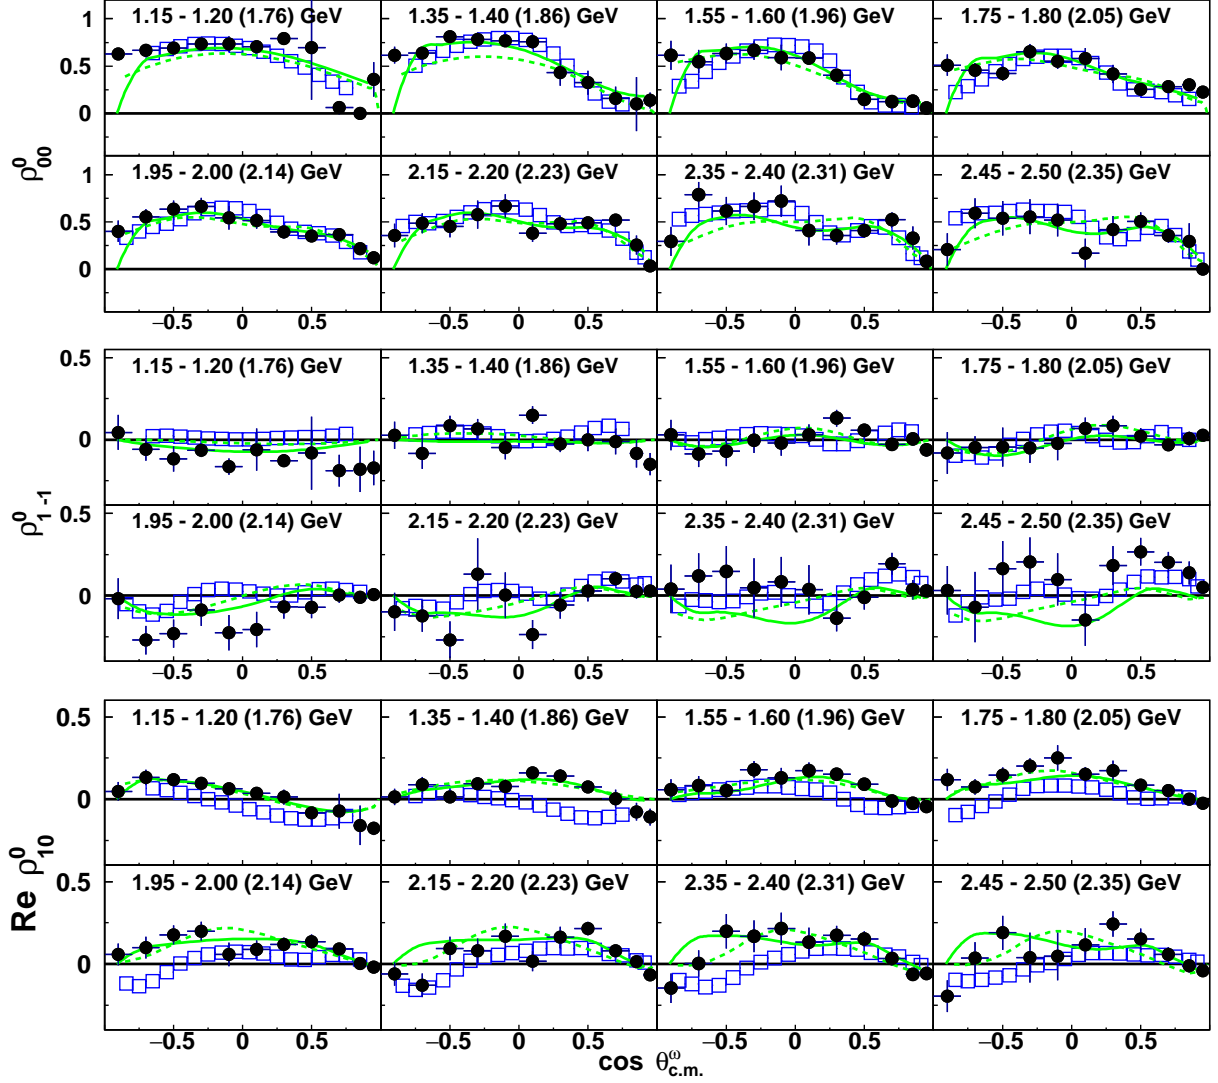 1.15 - 1.20 (1.76) GeV 1.35 - 1.40 (1.86) GeV 1.55 - 1.60 (1.96) GeV 1.75 - 1.80 (2.05) GeV
1
0.5
0
ρ⁰₀₀
1.95 - 2.00 (2.14) GeV 2.15 - 2.20 (2.23) GeV 2.35 - 2.40 (2.31) GeV 2.45 - 2.50 (2.35) GeV
1
0.5
0
−0.5 0 0.5 −0.5 0 0.5 −0.5 0 0.5 −0.5 0 0.5
0.5
1.15 - 1.20 (1.76) GeV 1.35 - 1.40 (1.86) GeV 1.55 - 1.60 (1.96) GeV 1.75 - 1.80 (2.05) GeV
0
ρ⁰₁ ₋₁
0.5
1.95 - 2.00 (2.14) GeV 2.15 - 2.20 (2.23) GeV 2.35 - 2.40 (2.31) GeV 2.45 - 2.50 (2.35) GeV
0
−0.5 0 0.5 −0.5 0 0.5 −0.5 0 0.5 −0.5 0 0.5
0.5
1.15 - 1.20 (1.76) GeV 1.35 - 1.40 (1.86) GeV 1.55 - 1.60 (1.96) GeV 1.75 - 1.80 (2.05) GeV
0
Re ρ⁰₁₀
0.5
1.95 - 2.00 (2.14) GeV 2.15 - 2.20 (2.23) GeV 2.35 - 2.40 (2.31) GeV 2.45 - 2.50 (2.35) GeV
0
−0.5 0 0.5 −0.5 0 0.5 −0.5 0 0.5 −0.5 0 0.5
cos θ^ω_c.m.